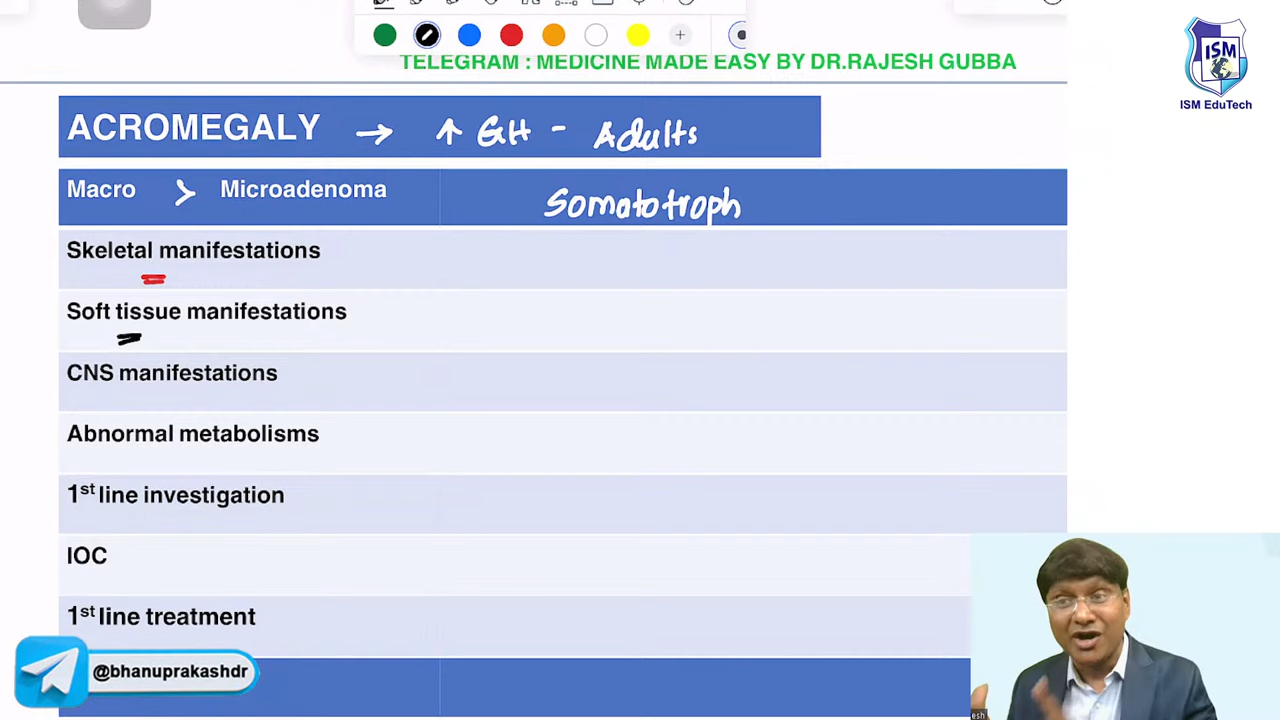 TELEGRAM : MEDICINE MADE EASY BY DR.RAJESH GUBBA
ISM
ISM EduTech
ACROMEGALY → ↑ GH - Adults
Macro > Microadenoma Somatotroph
Skeletal manifestations
Soft tissue manifestations
CNS manifestations
Abnormal metabolisms
1st line investigation
IOC
1st line treatment
@bhanuprakashdr
esh